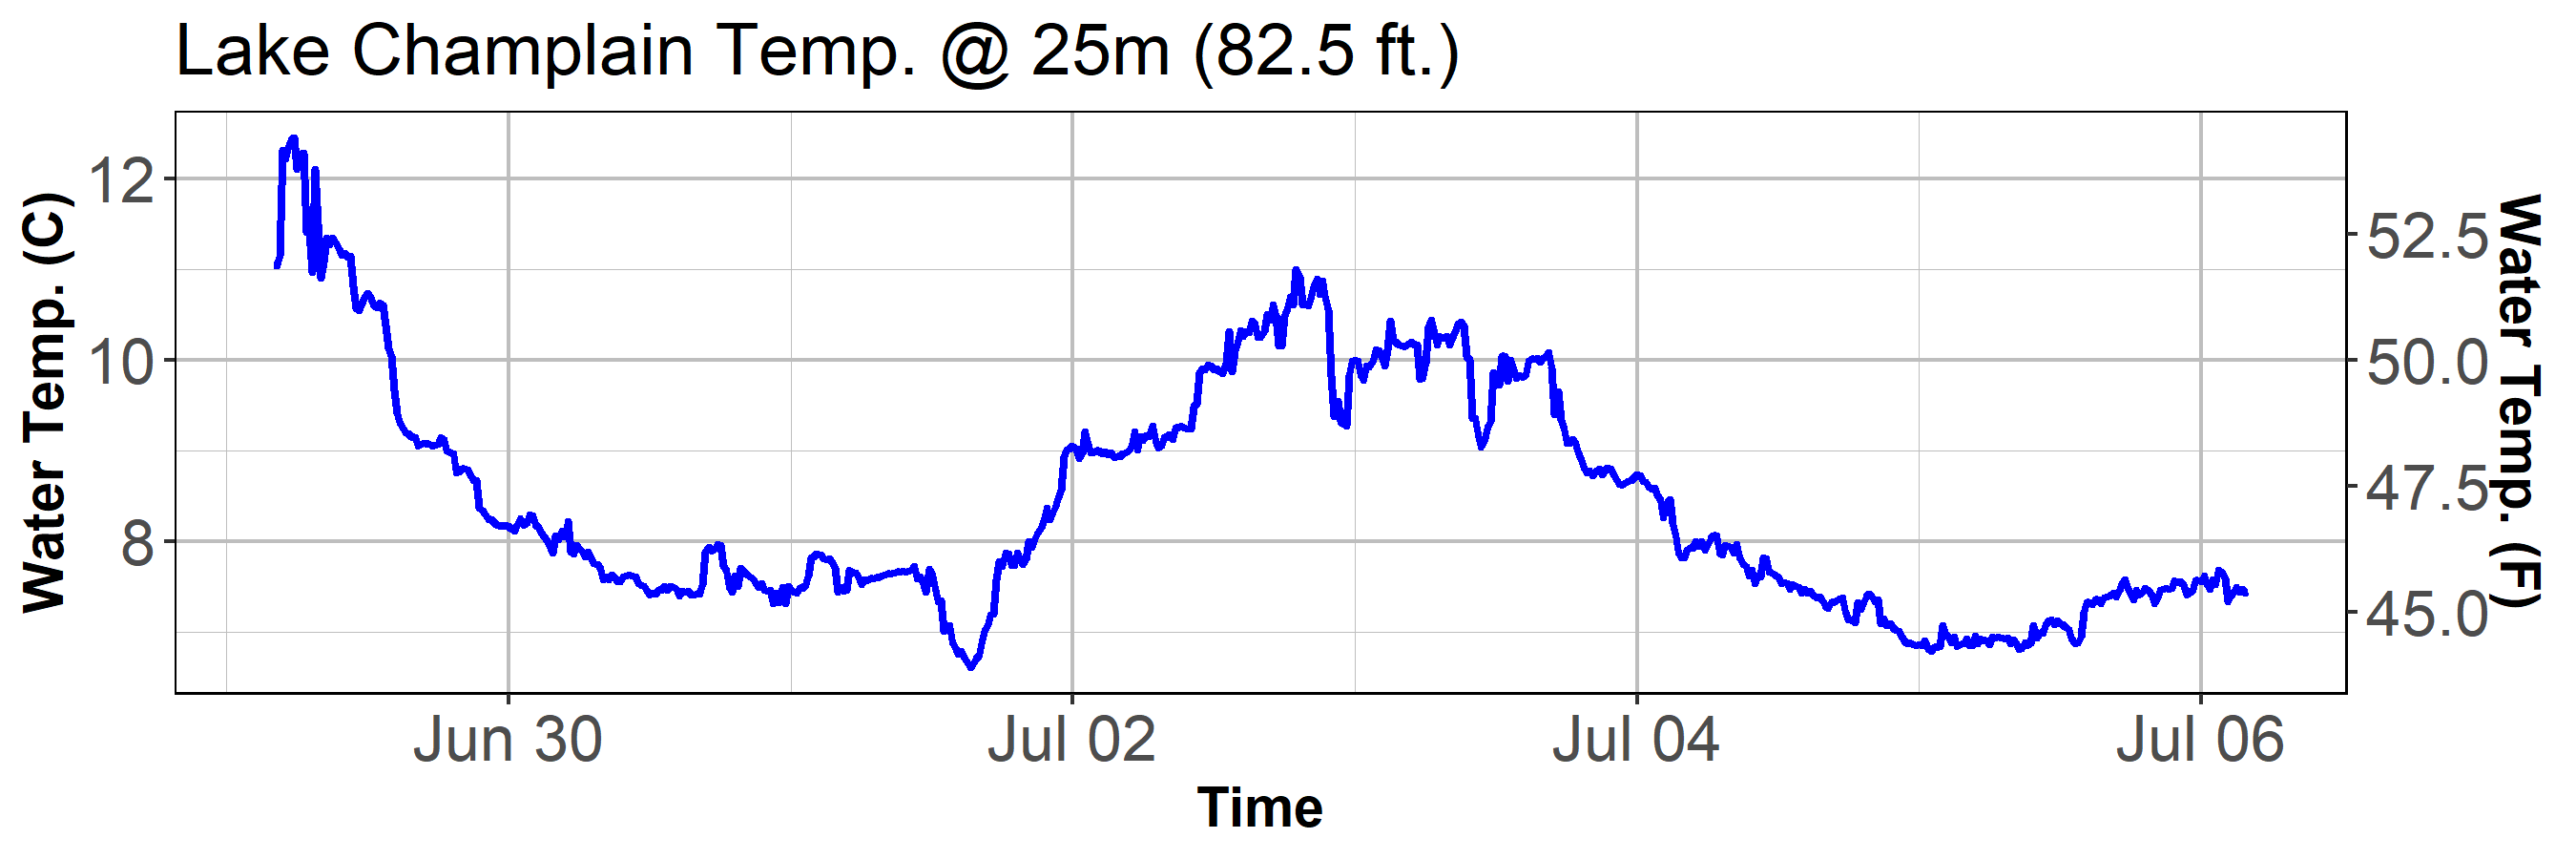 Lake Champlain Temp. @ 25m (82.5 ft.)
Water Temp. (C)
12
10
8
52.5
50.0
47.5
45.0
Water Temp. (F)
Jun 30
Jul 02
Jul 04
Jul 06
Time